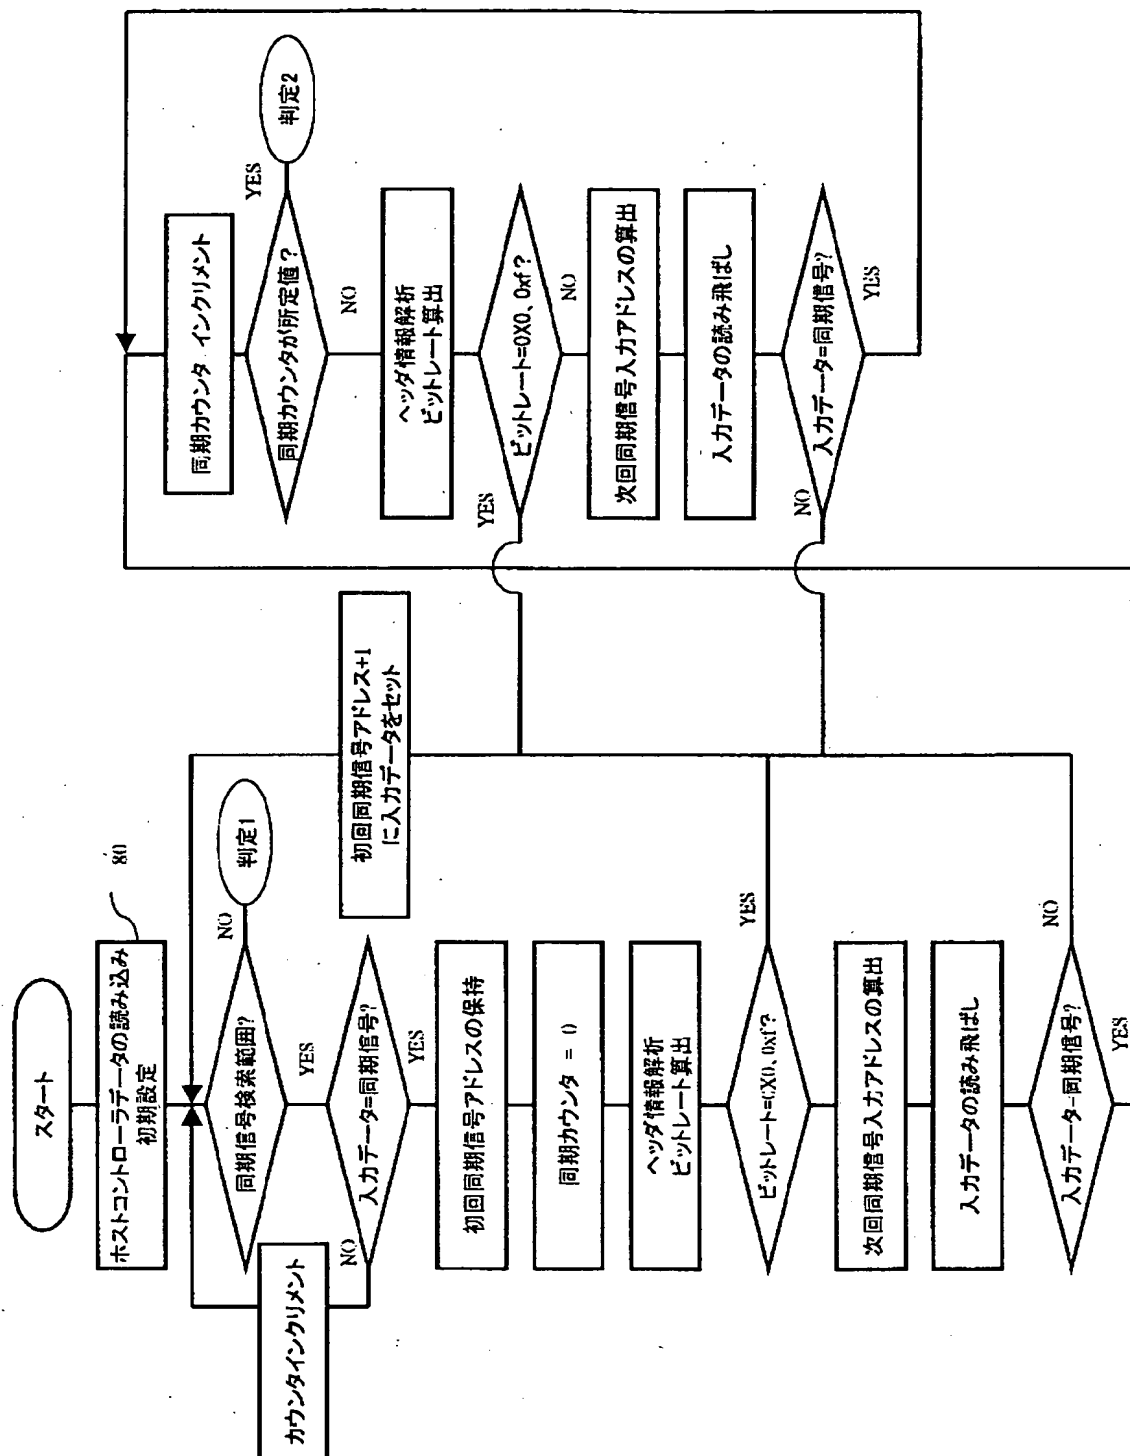 スタート
ホストコントローラデータの読み込み
初期設定
80
同期信号検索範囲?
NO
判定1
YES
入力データ=同期信号?
NO
カウンタインクリメント
YES
初回同期信号アドレスの保持
同期カウンタ = 0
ヘッダ情報解析
ビットレート算出
ビットレート=0X0、0xf?
YES
初回同期信号アドレス+1
に入力データをセット
次回同期信号入力アドレスの算出
入力データの読み飛ばし
入力データ=同期信号?
NO
YES
同期カウンタ インクリメント
同期カウンタが所定値?
YES
判定2
NO
ヘッダ情報解析
ビットレート算出
ビットレート=0X0、0xf?
YES
NO
次回同期信号入力アドレスの算出
入力データの読み飛ばし
入力データ=同期信号?
NO
YES